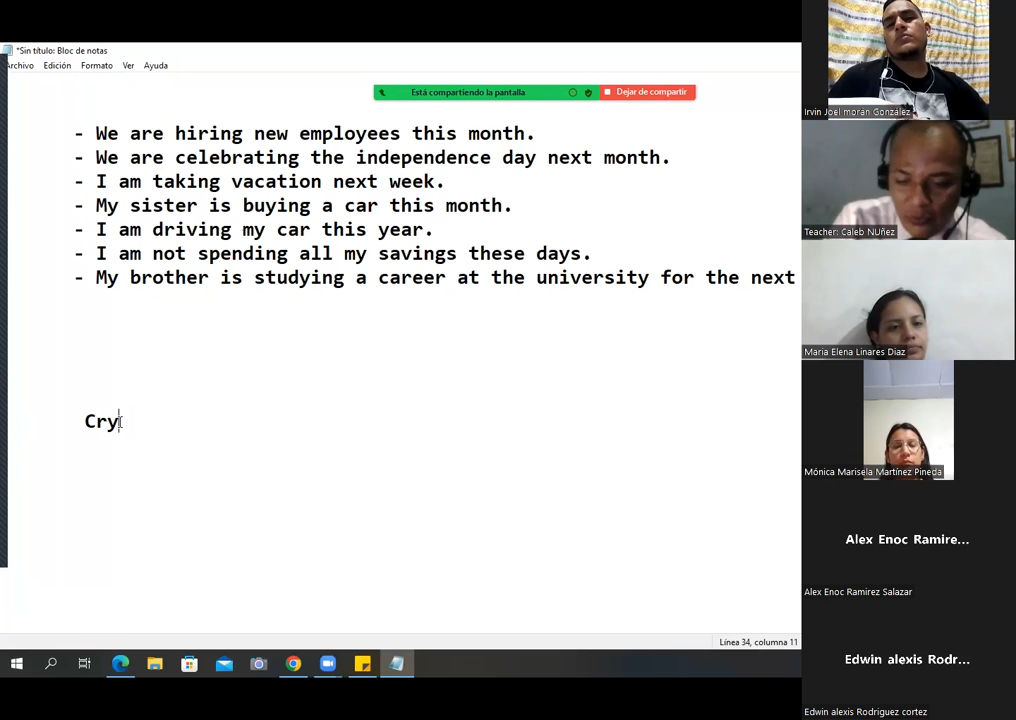 *Sin título: Bloc de notas
Archivo Edición Formato Ver Ayuda
Está compartiendo la pantalla
Dejar de compartir
- We are hiring new employees this month.
- We are celebrating the independence day next month.
- I am taking vacation next week.
- My sister is buying a car this month.
- I am driving my car this year.
- I am not spending all my savings these days.
- My brother is studying a career at the university for the next
Cry
Línea 34, columna 11
Irvin Joel morán González
Teacher: Caleb NUñez
Maria Elena Linares Diaz
Mónica Marisela Martínez Pineda
Alex Enoc Ramire...
Alex Enoc Ramirez Salazar
Edwin alexis Rodr...
Edwin alexis Rodriguez cortez